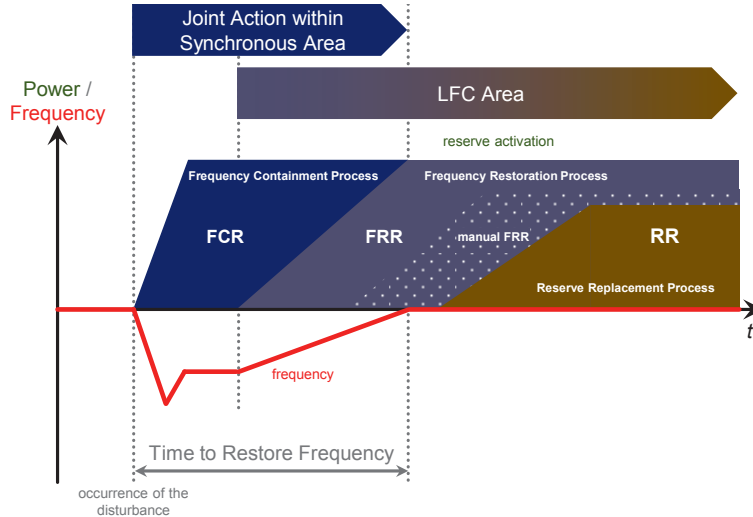 Joint Action within
Synchronous Area
LFC Area
Power /
Frequency
reserve activation
Frequency Containment Process
Frequency Restoration Process
FCR
FRR
manual FRR
RR
Reserve Replacement Process
t
frequency
Time to Restore Frequency
occurrence of the
disturbance